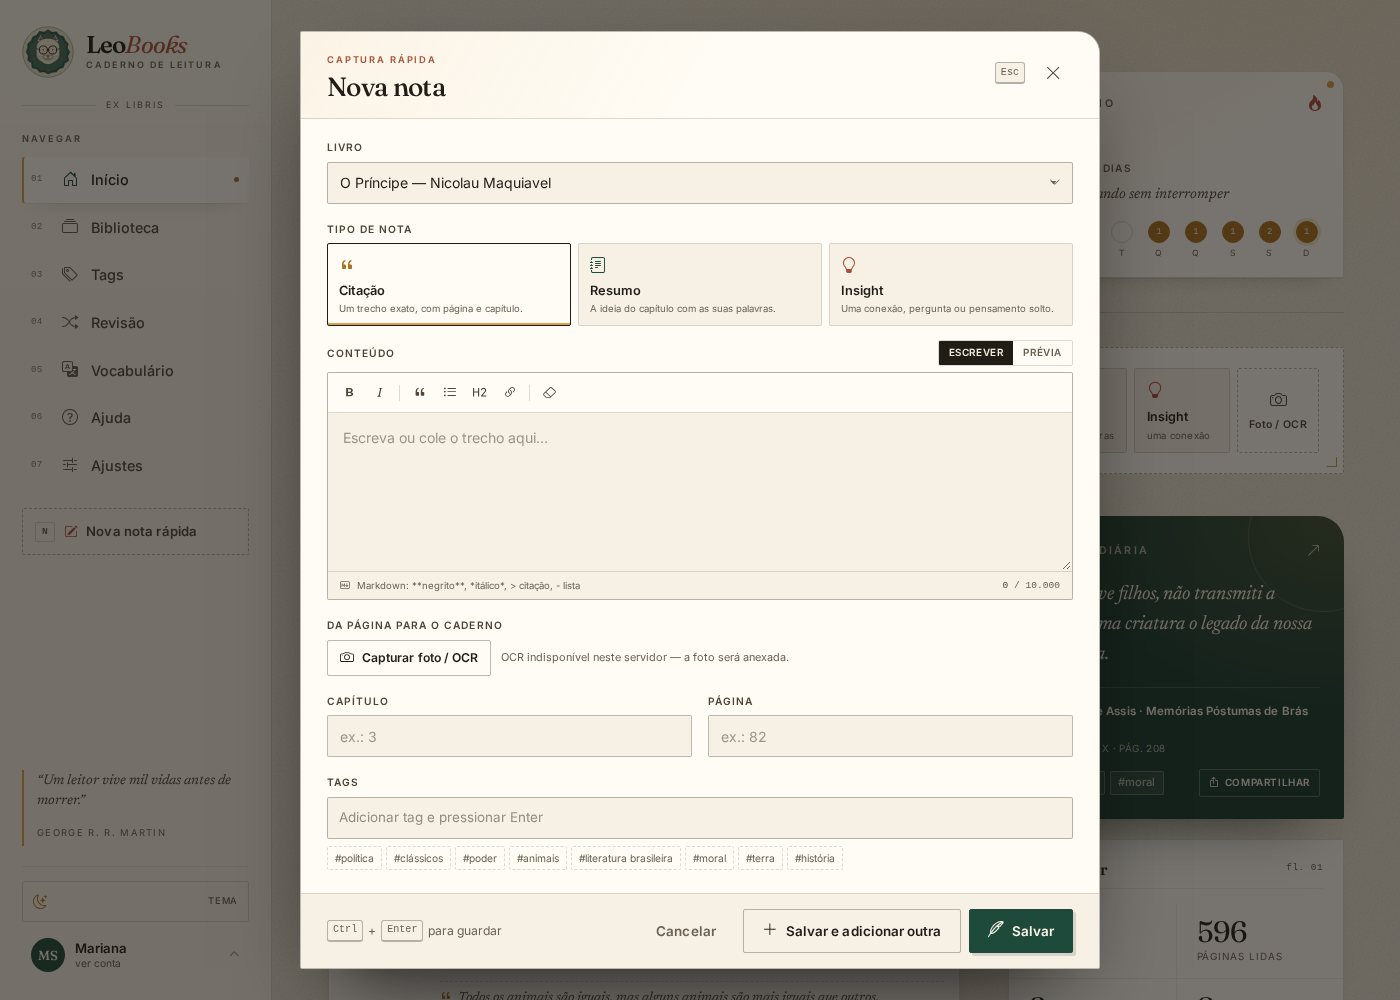 LeoBooks
CADERNO DE LEITURA
EX LIBRIS
NAVEGAR
01 Início
02 Biblioteca
03 Tags
04 Revisão
05 Vocabulário
06 Ajuda
07 Ajustes
N Nova nota rápida
“Um leitor vive mil vidas antes de
morrer.”
GEORGE R. R. MARTIN
TEMA
MS Mariana
ver conta
CAPTURA RÁPIDA
Nova nota
Esc
LIVRO
O Príncipe — Nicolau Maquiavel
TIPO DE NOTA
Citação
Um trecho exato, com página e capítulo.
Resumo
A ideia do capítulo com as suas palavras.
Insight
Uma conexão, pergunta ou pensamento solto.
CONTEÚDO
ESCREVER PRÉVIA
B I H2
Escreva ou cole o trecho aqui...
Markdown: **negrito**, *itálico*, > citação, - lista
0 / 10.000
DA PÁGINA PARA O CADERNO
Capturar foto / OCR
OCR indisponível neste servidor — a foto será anexada.
CAPÍTULO
ex.: 3
PÁGINA
ex.: 82
TAGS
Adicionar tag e pressionar Enter
#política #clássicos #poder #animais #literatura brasileira #moral #terra #história
Ctrl + Enter para guardar
Cancelar
Salvar e adicionar outra
Salvar
DIAS
sem interromper
1 1 1 2 1
T Q Q S S D
Insight
uma conexão
Foto / OCR
DIÁRIA
filhos, não transmiti a
criatura o legado da nossa
Assis · Memórias Póstumas de Brás
· PÁG. 208
#moral
COMPARTILHAR
fl. 01
596
PÁGINAS LIDAS
Todos os animais são iguais, mas alguns animais são mais iguais que outros.